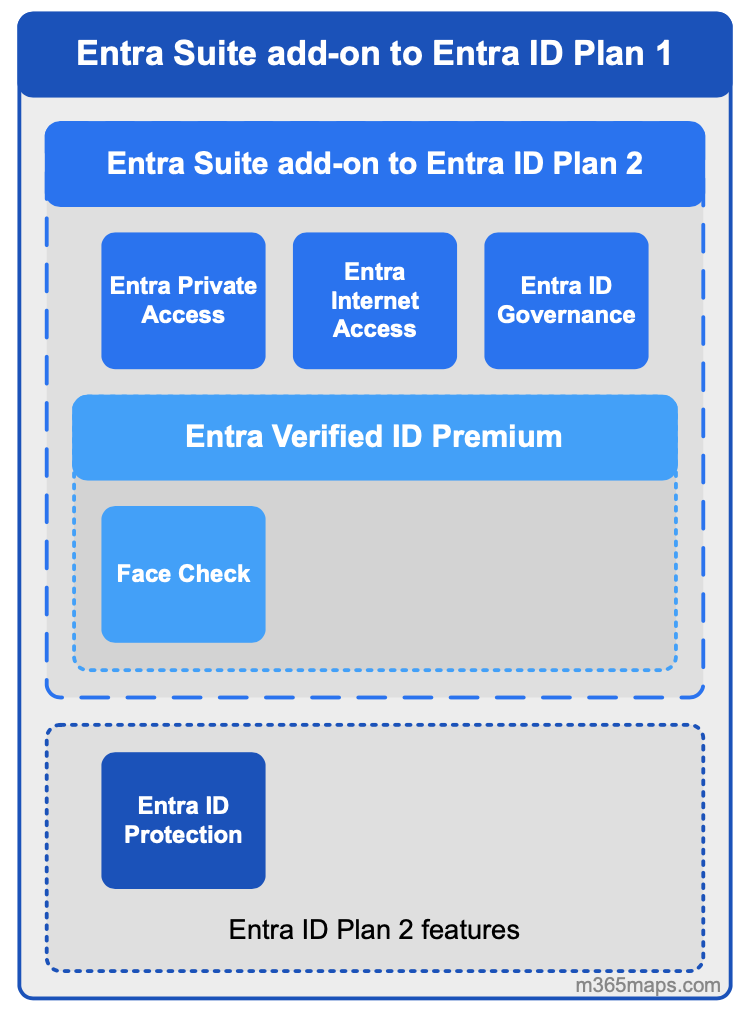 Entra Suite add-on to Entra ID Plan 1
Entra Suite add-on to Entra ID Plan 2
Entra Private
Access
Entra
Internet
Access
Entra ID
Governance
Entra Verified ID Premium
Face Check
Entra ID
Protection
Entra ID Plan 2 features
m365maps.com